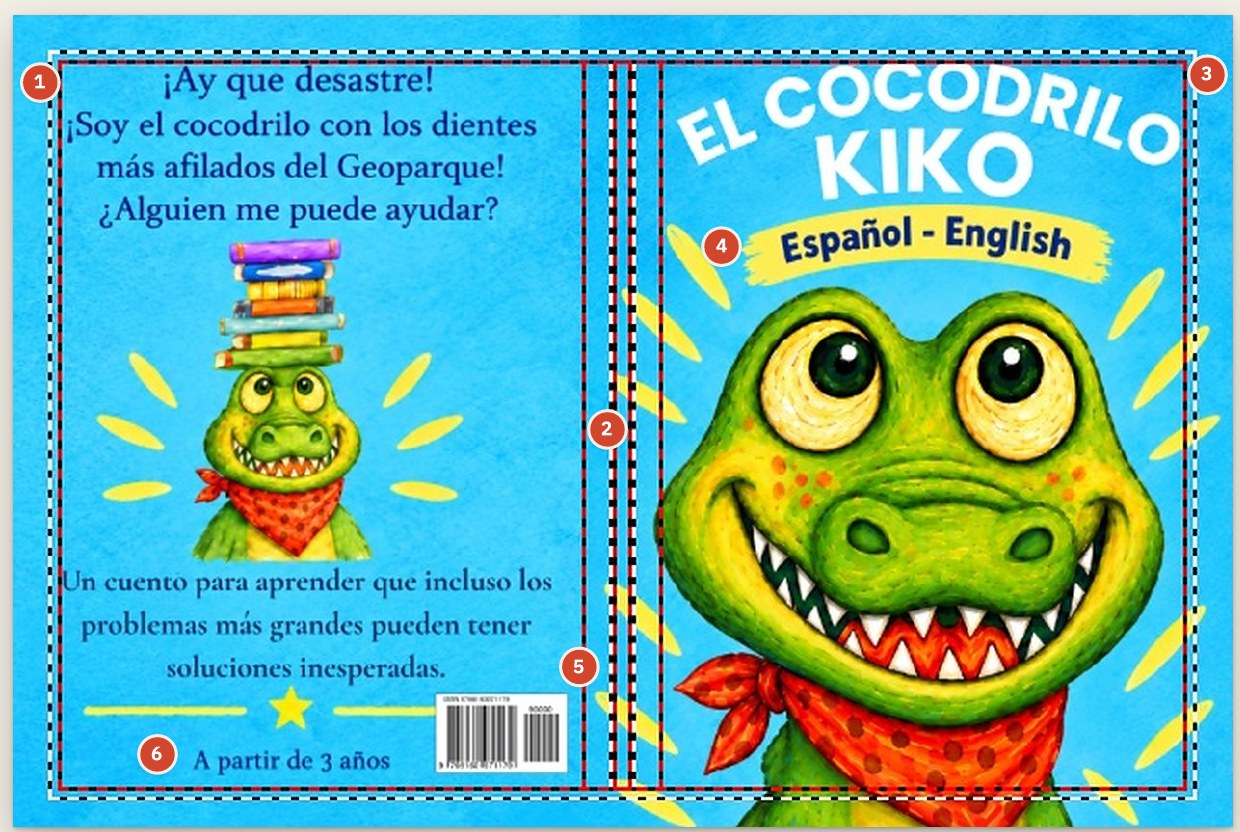 1
¡Ay que desastre!
¡Soy el cocodrilo con los dientes
más afilados del Geoparque!
¿Alguien me puede ayudar?
Un cuento para aprender que incluso los
problemas más grandes pueden tener
soluciones inesperadas.
5
90000
6
A partir de 3 años
2
3
EL COCODRILO
KIKO
4
Español - English